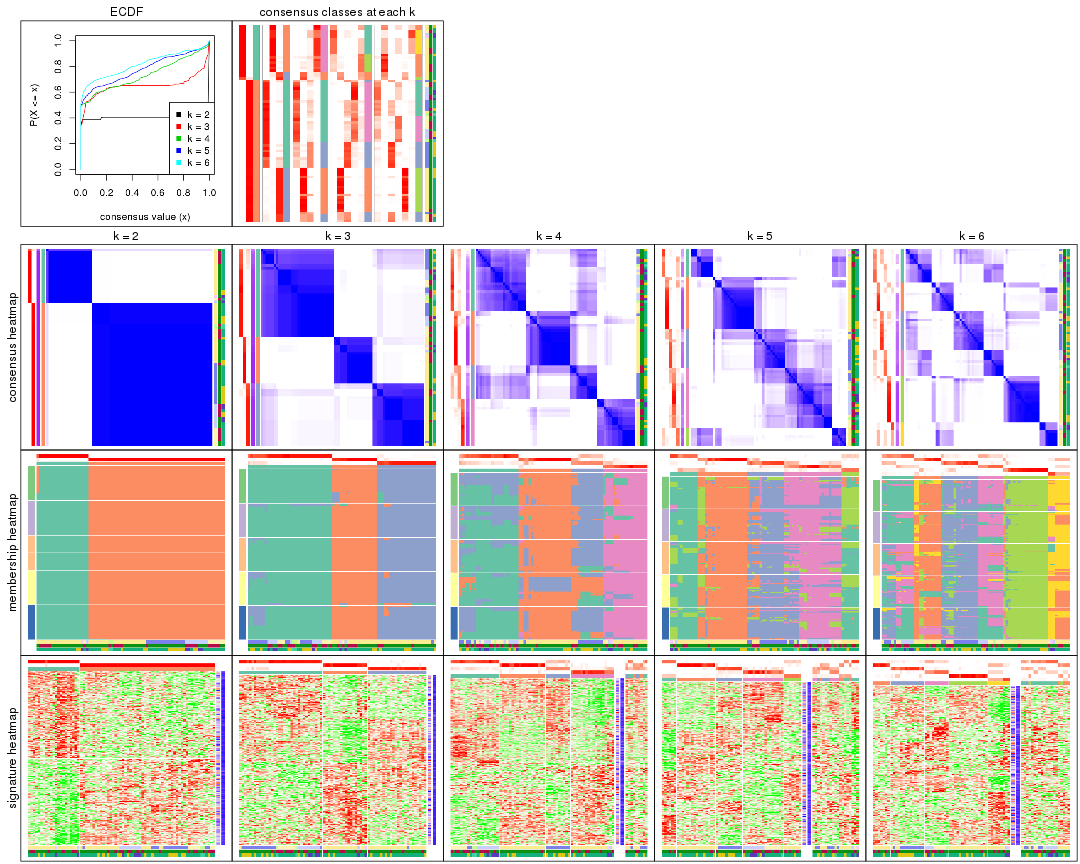 ECDF
consensus classes at each k
P(X <= x)
0.0 0.2 0.4 0.6 0.8 1.0
k = 2
k = 3
k = 4
k = 5
k = 6
0.0 0.2 0.4 0.6 0.8 1.0
consensus value (x)
k = 2 k = 3 k = 4 k = 5 k = 6
consensus heatmap
membership heatmap
signature heatmap